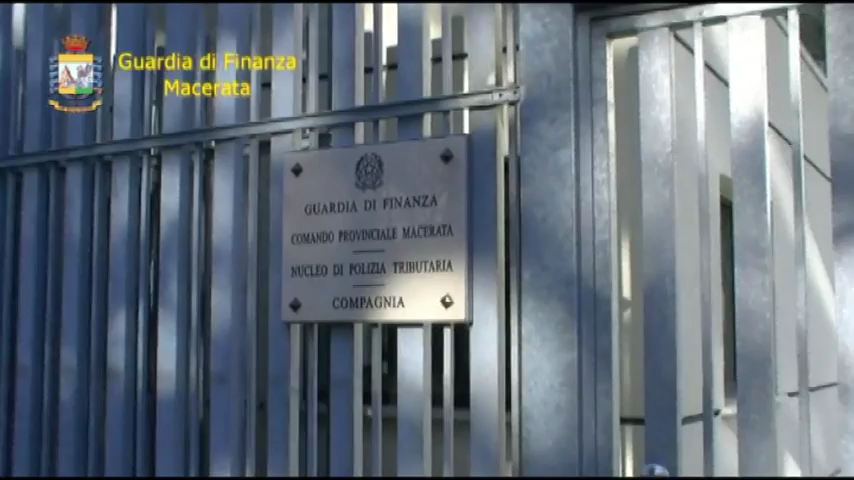 Guardia di Finanza
Macerata
GUARDIA DI FINANZA
COMANDO PROVINCIALE MACERATA
NUCLEO DI POLIZIA TRIBUTARIA
COMPAGNIA